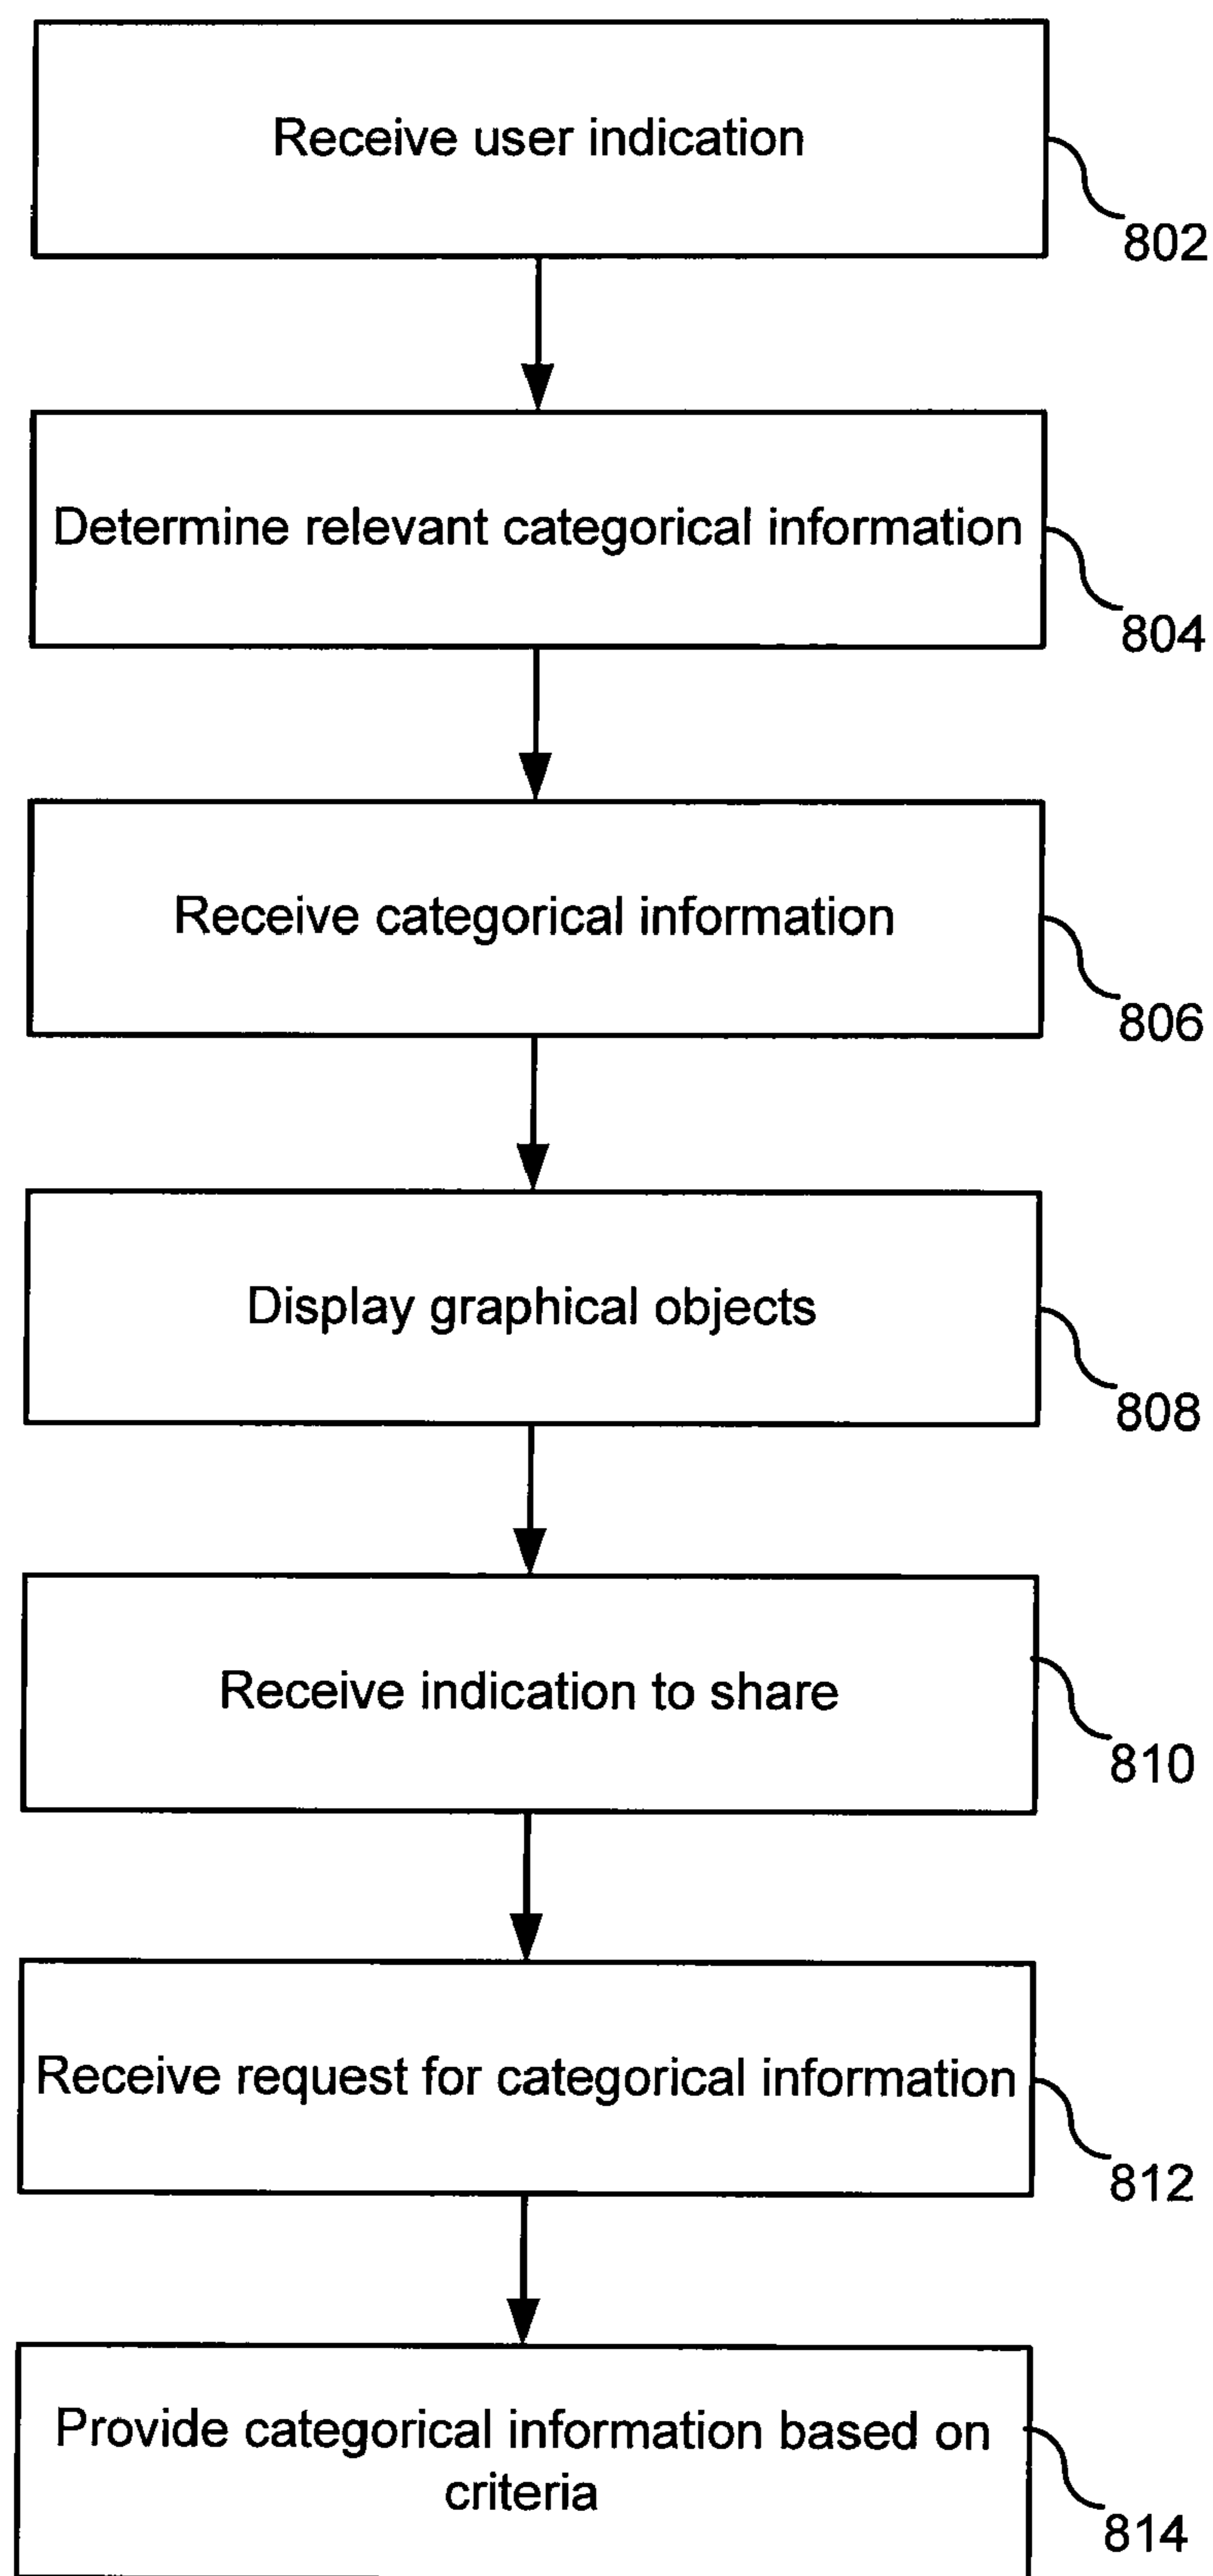 Receive user indication
802
Determine relevant categorical information
804
Receive categorical information
806
Display graphical objects
808
Receive indication to share
810
Receive request for categorical information
812
Provide categorical information based on
criteria
814